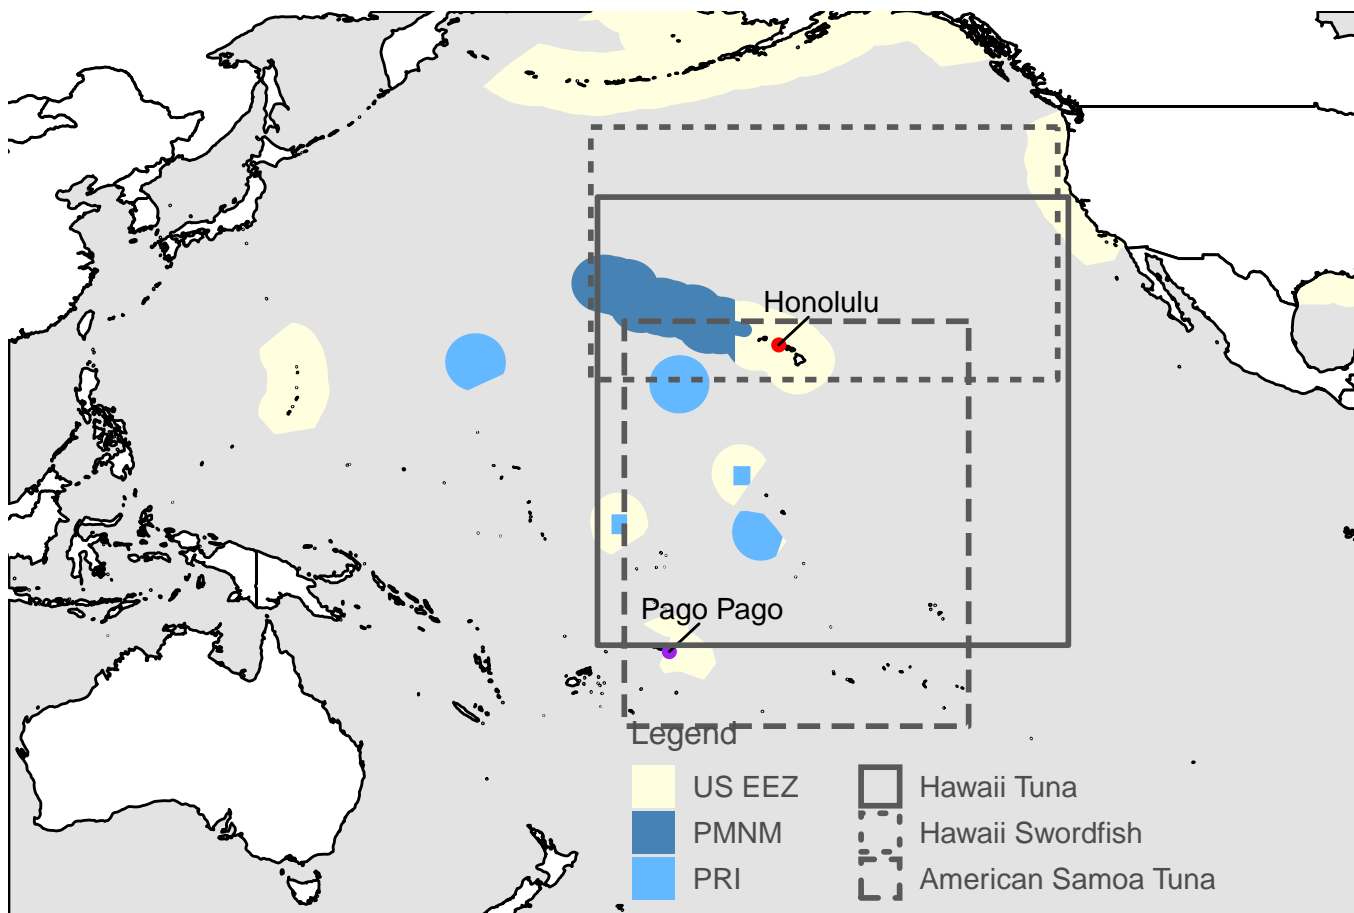 Honolulu
Pago Pago
Legend
US EEZ
PMNM
PRI
Hawaii Tuna
Hawaii Swordfish
American Samoa Tuna